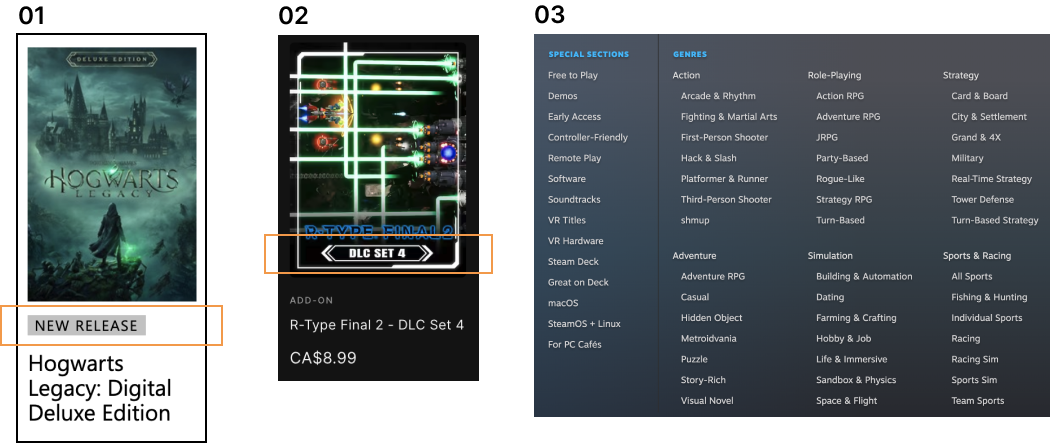 01
DELUXE EDITION
HOGWARTS
LEGACY
NEW RELEASE
Hogwarts
Legacy: Digital
Deluxe Edition
02
R-TYPE FINAL 2
DLC SET 4
ADD-ON
R-Type Final 2 - DLC Set 4
CA$8.99
03
SPECIAL SECTIONS
Free to Play
Demos
Early Access
Controller-Friendly
Remote Play
Software
Soundtracks
VR Titles
VR Hardware
Steam Deck
Great on Deck
macOS
SteamOS + Linux
For PC Cafés
GENRES
Action
Arcade & Rhythm
Fighting & Martial Arts
First-Person Shooter
Hack & Slash
Platformer & Runner
Third-Person Shooter
shmup
Adventure
Adventure RPG
Casual
Hidden Object
Metroidvania
Puzzle
Story-Rich
Visual Novel
Role-Playing
Action RPG
Adventure RPG
JRPG
Party-Based
Rogue-Like
Strategy RPG
Turn-Based
Simulation
Building & Automation
Dating
Farming & Crafting
Hobby & Job
Life & Immersive
Sandbox & Physics
Space & Flight
Strategy
Card & Board
City & Settlement
Grand & 4X
Military
Real-Time Strategy
Tower Defense
Turn-Based Strategy
Sports & Racing
All Sports
Fishing & Hunting
Individual Sports
Racing
Racing Sim
Sports Sim
Team Sports